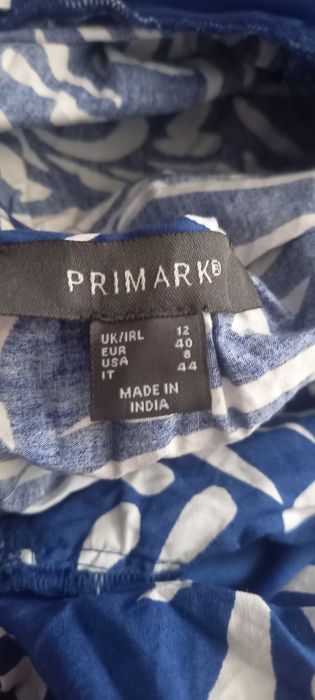 PRIMARK®
UK/IRL 12
EUR 40
USA 8
IT 44
MADE IN
INDIA